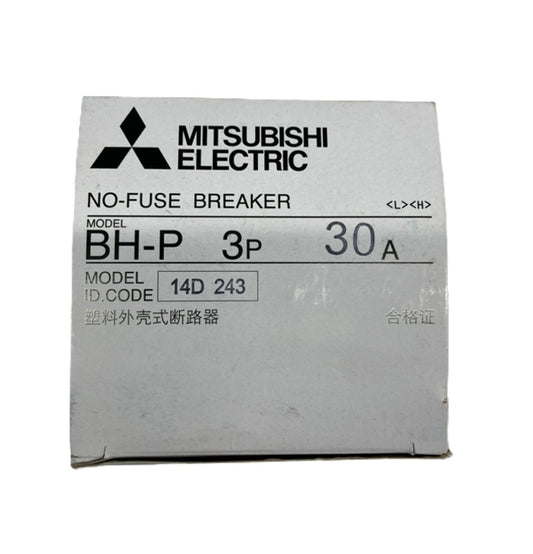 MITSUBISHI
ELECTRIC
NO-FUSE BREAKER <L><H>
MODEL
BH-P 3P 30 A
MODEL
ID.CODE 14D 243
塑料外壳式断路器 合格证